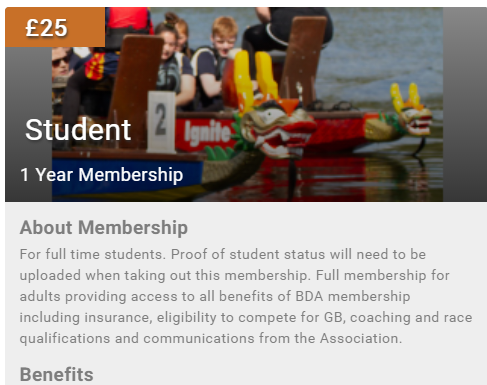 £25
2
Ignite
Student
1 Year Membership
About Membership
For full time students. Proof of student status will need to be
uploaded when taking out this membership. Full membership for
adults providing access to all benefits of BDA membership
including insurance, eligibility to compete for GB, coaching and race
qualifications and communications from the Association.
Benefits